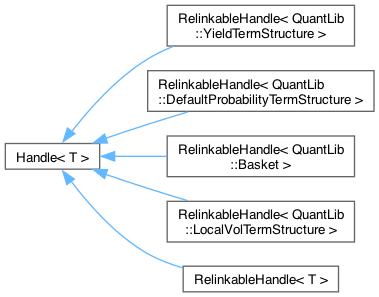 RelinkableHandle< QuantLib
::YieldTermStructure >
RelinkableHandle< QuantLib
::DefaultProbabilityTermStructure >
Handle< T >
RelinkableHandle< QuantLib
::Basket >
RelinkableHandle< QuantLib
::LocalVolTermStructure >
RelinkableHandle< T >